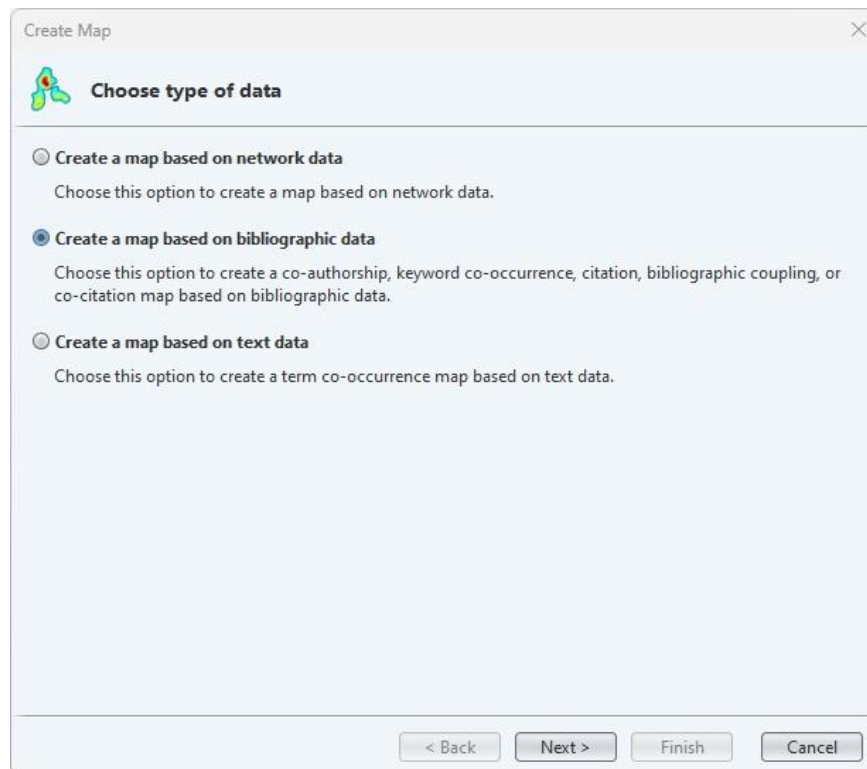 Create Map
Choose type of data
Create a map based on network data
Choose this option to create a map based on network data.
Create a map based on bibliographic data
Choose this option to create a co-authorship, keyword co-occurrence, citation, bibliographic coupling, or
co-citation map based on bibliographic data.
Create a map based on text data
Choose this option to create a term co-occurrence map based on text data.
< Back Next > Finish Cancel